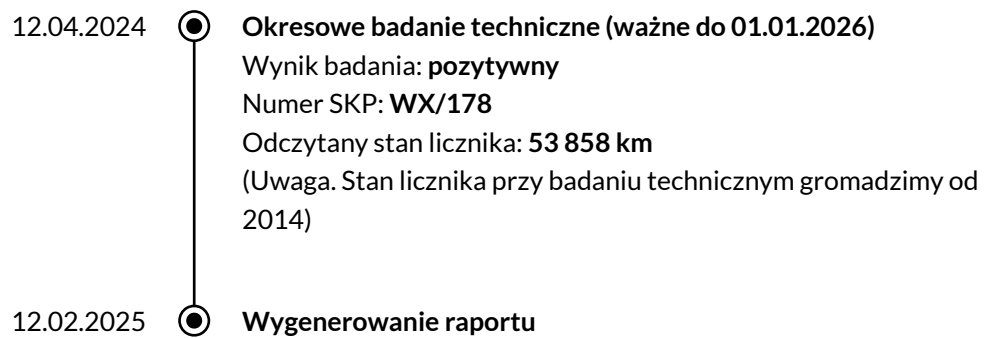 12.04.2024 Okresowe badanie techniczne (ważne do 01.01.2026)
Wynik badania: pozytywny
Numer SKP: WX/178
Odczytany stan licznika: 53 858 km
(Uwaga. Stan licznika przy badaniu technicznym gromadzimy od
2014)
12.02.2025 Wygenerowanie raportu